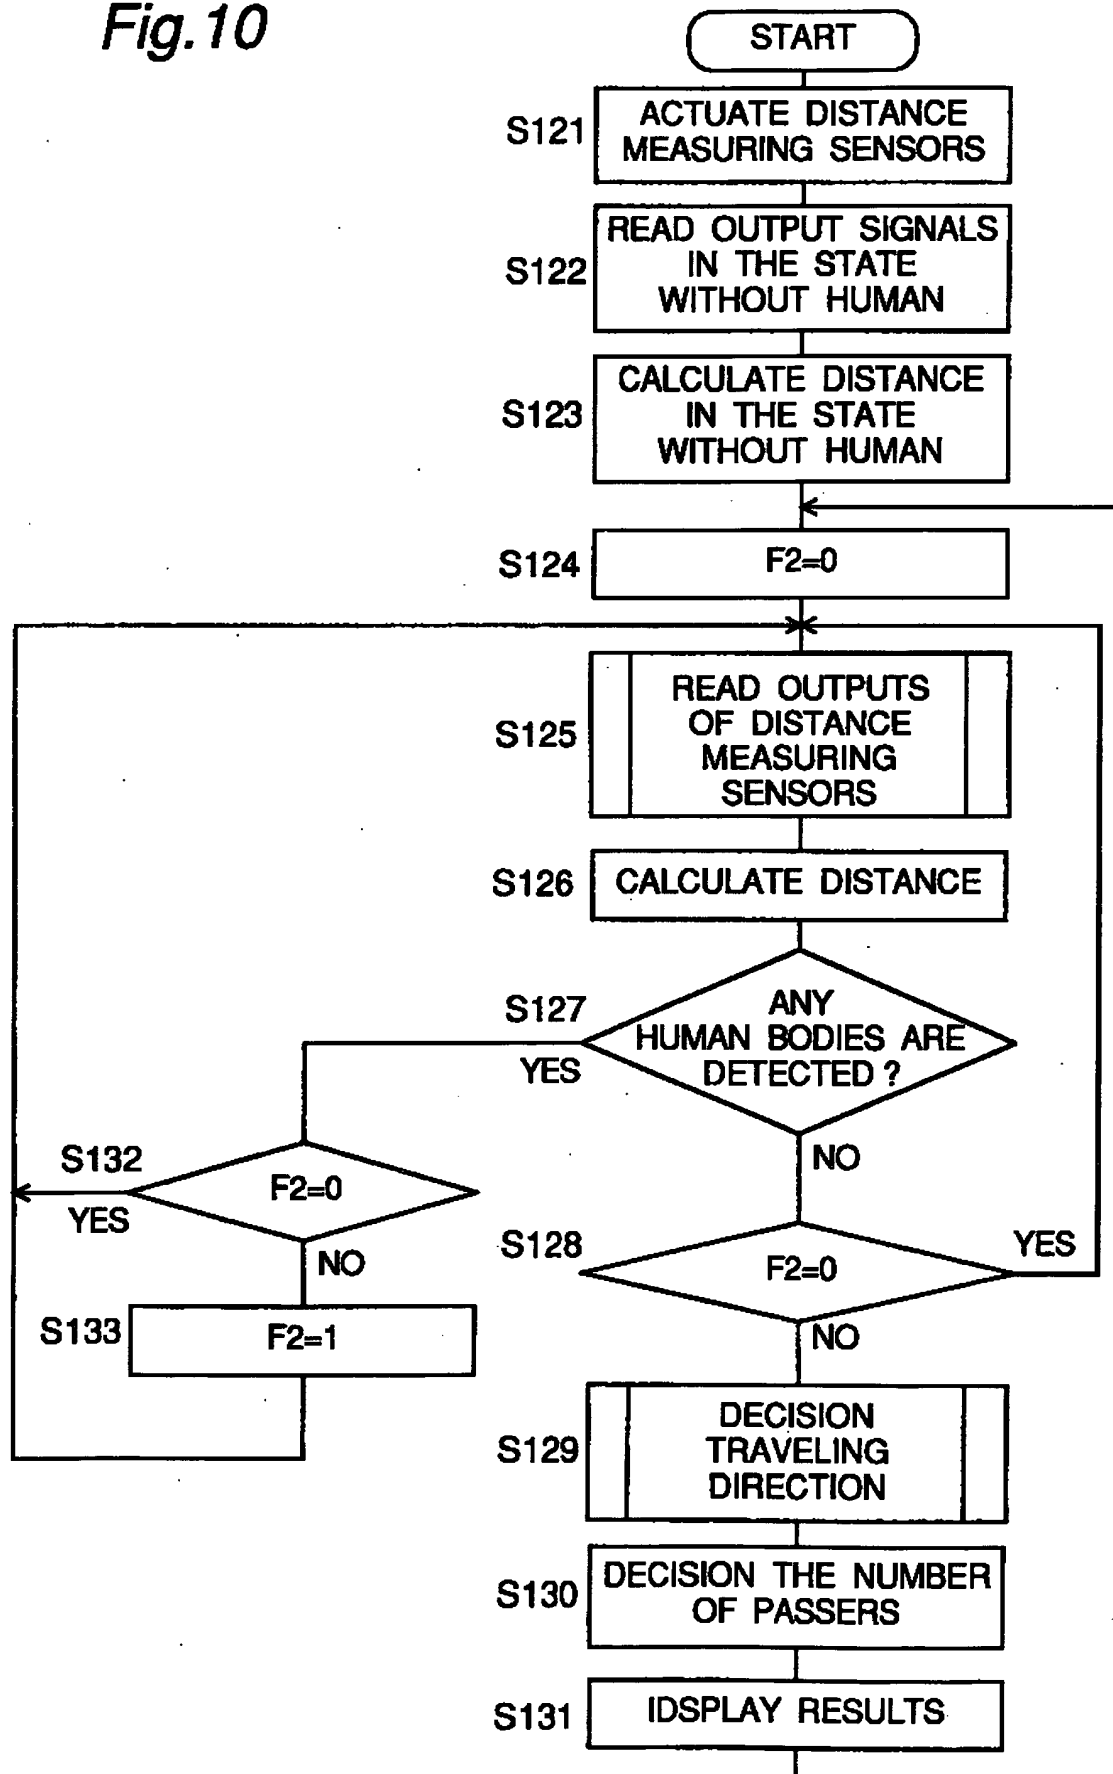 Fig.10
START
S121
ACTUATE DISTANCE
MEASURING SENSORS
S122
READ OUTPUT SIGNALS
IN THE STATE
WITHOUT HUMAN
S123
CALCULATE DISTANCE
IN THE STATE
WITHOUT HUMAN
S124
F2=0
S125
READ OUTPUTS
OF DISTANCE
MEASURING
SENSORS
S126
CALCULATE DISTANCE
S127
ANY
HUMAN BODIES ARE
DETECTED ?
YES
NO
S132
F2=0
YES
NO
S128
F2=0
YES
NO
S133
F2=1
S129
DECISION
TRAVELING
DIRECTION
S130
DECISION THE NUMBER
OF PASSERS
S131
IDSPLAY RESULTS